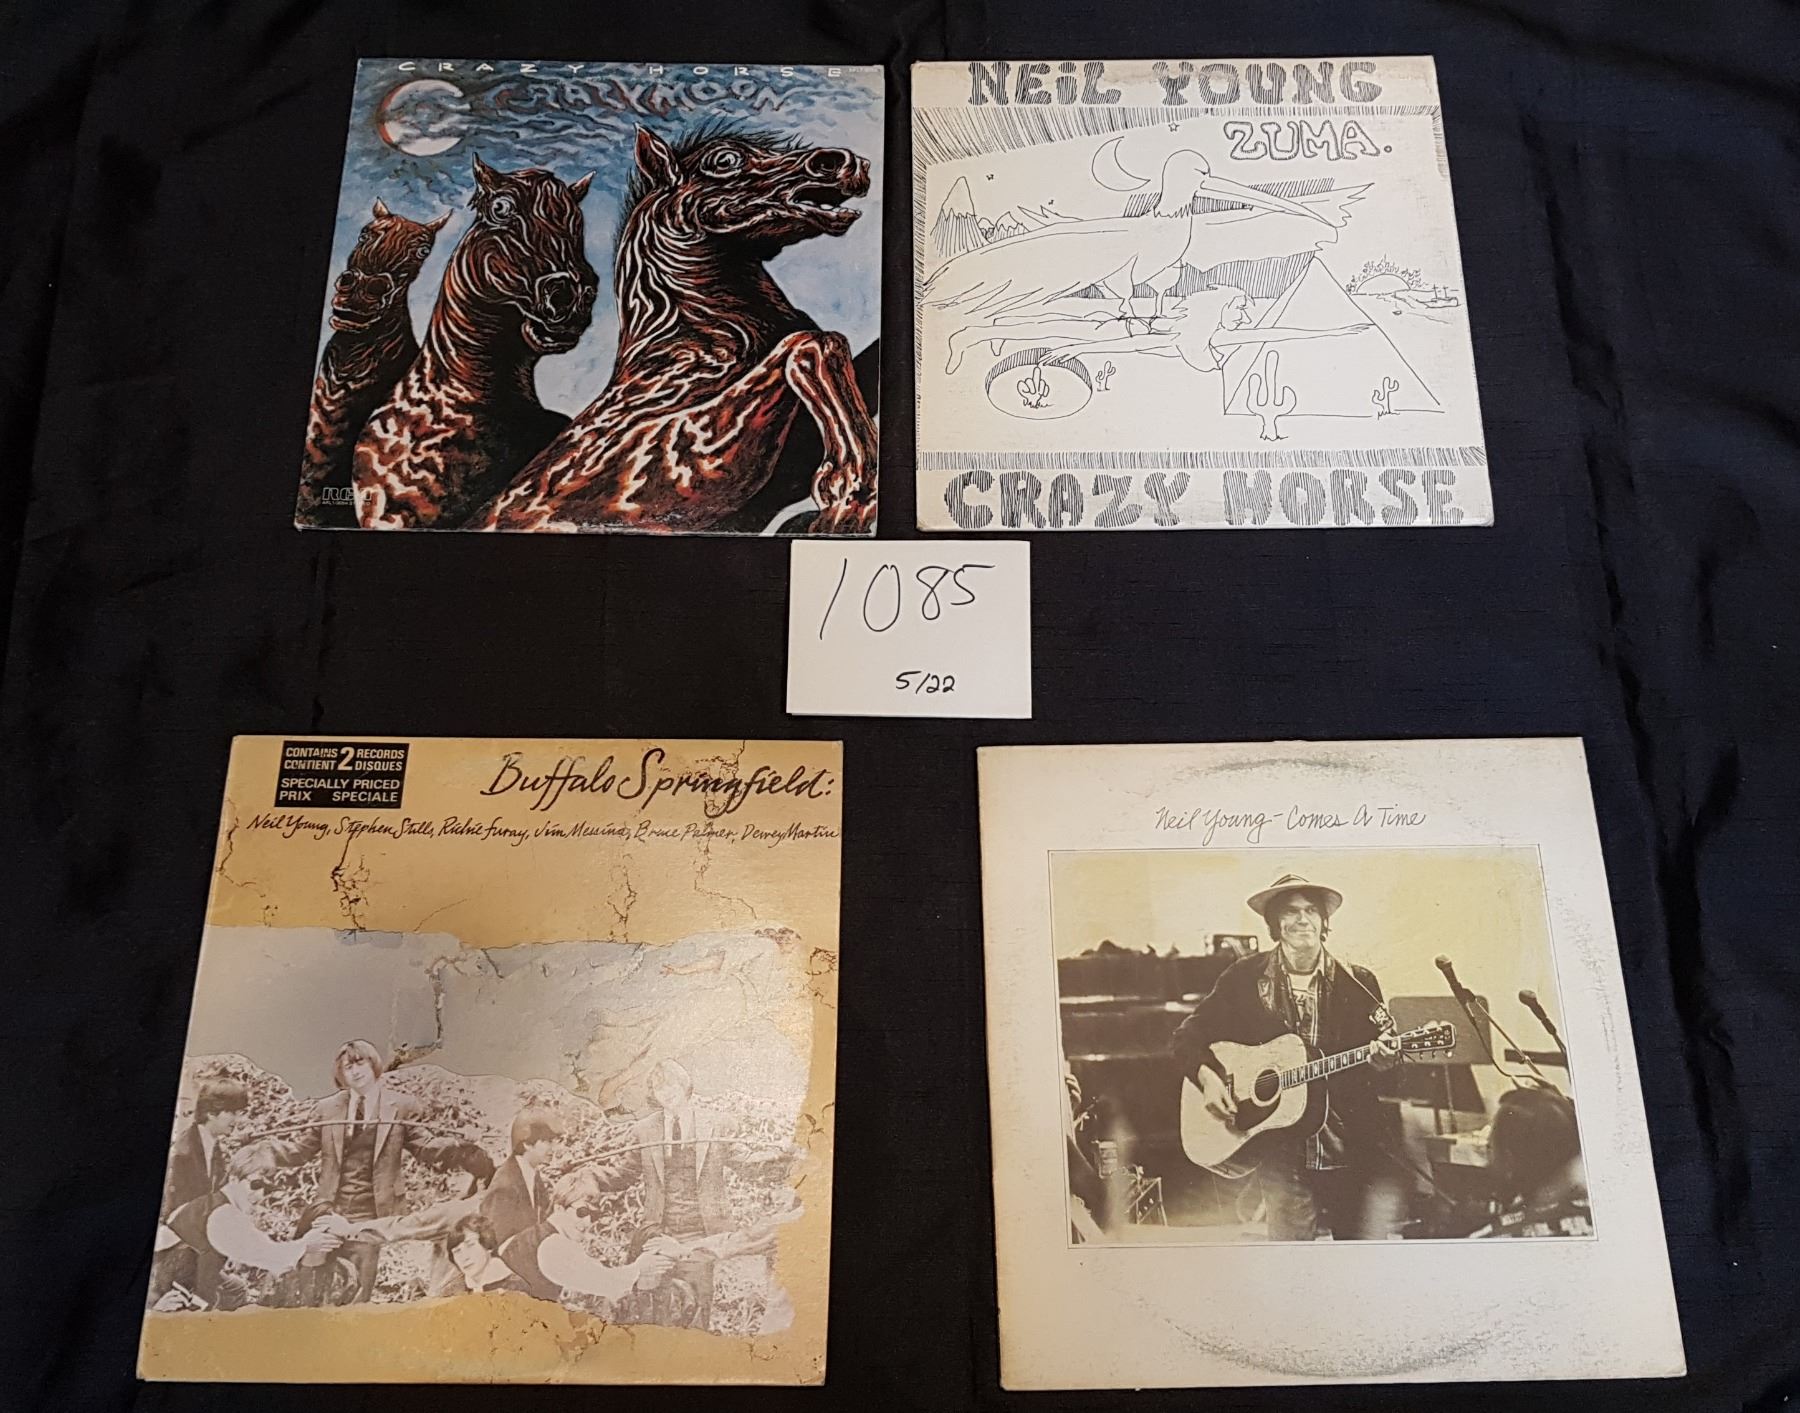 CRAZY HORSE
CRAZY MOON
RCA
NEIL YOUNG
ZUMA.
CRAZY HORSE
1085
5/22
CONTAINS 2 RECORDS
CONTIENT DISQUES
SPECIALLY PRICED
PRIX SPECIALE
Buffalo Springfield:
Neil Young, Stephen Stills, Richie Furay, Jim Messina, Bruce Palmer, Dewey Martin
Neil Young - Comes A Time